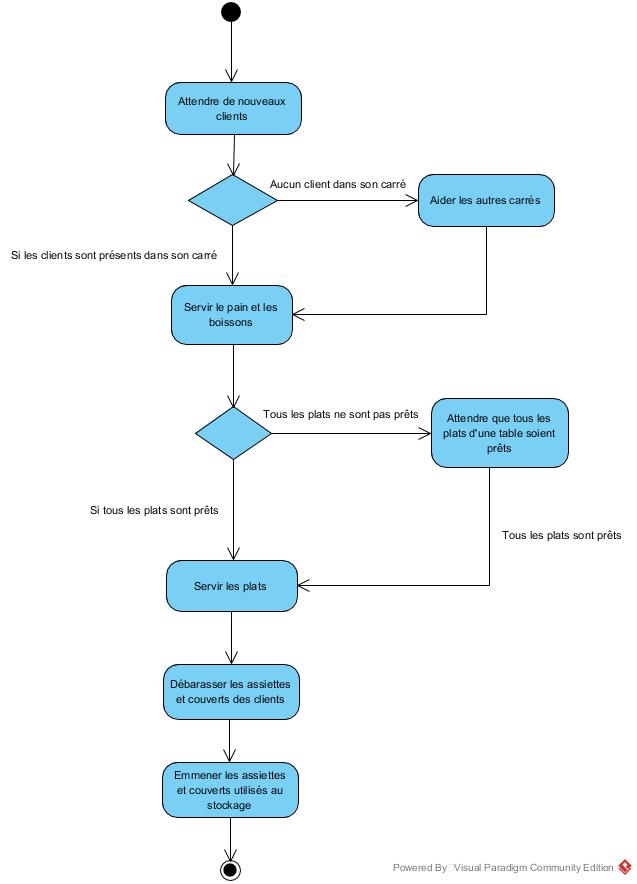 Attendre de nouveaux
clients
Aucun client dans son carré
Aider les autres carrés
Si les clients sont présents dans son carré
Servir le pain et les
boissons
Tous les plats ne sont pas prêts
Attendre que tous les
plats d'une table soient
prêts
Si tous les plats sont prêts
Tous les plats sont prêts
Servir les plats
Débarasser les assiettes
et couverts des clients
Emmener les assiettes
et couverts utilisés au
stockage
Powered By Visual Paradigm Community Edition